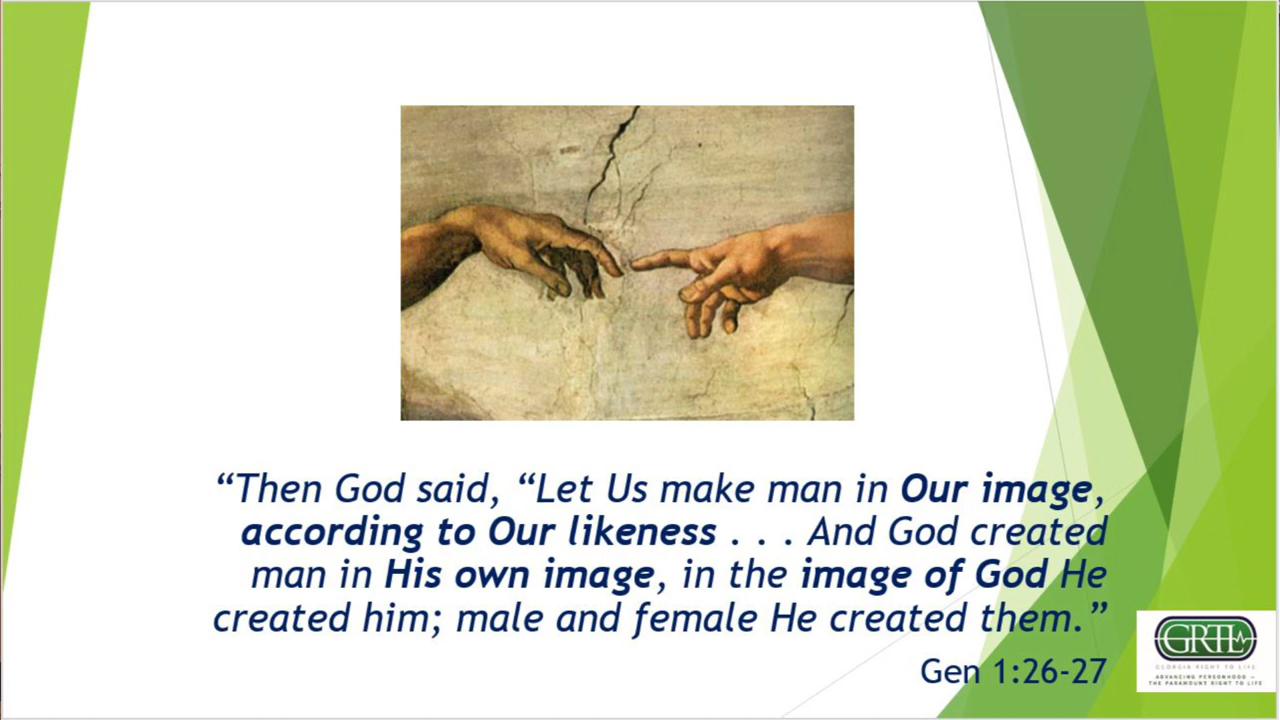 “Then God said, “Let Us make man in Our image,
according to Our likeness . . . And God created
man in His own image, in the image of God He
created him; male and female He created them.”
Gen 1:26-27
GRTL
GEORGIA RIGHT TO LIFE
ADVANCING PERSONHOOD —
THE PARAMOUNT RIGHT TO LIFE